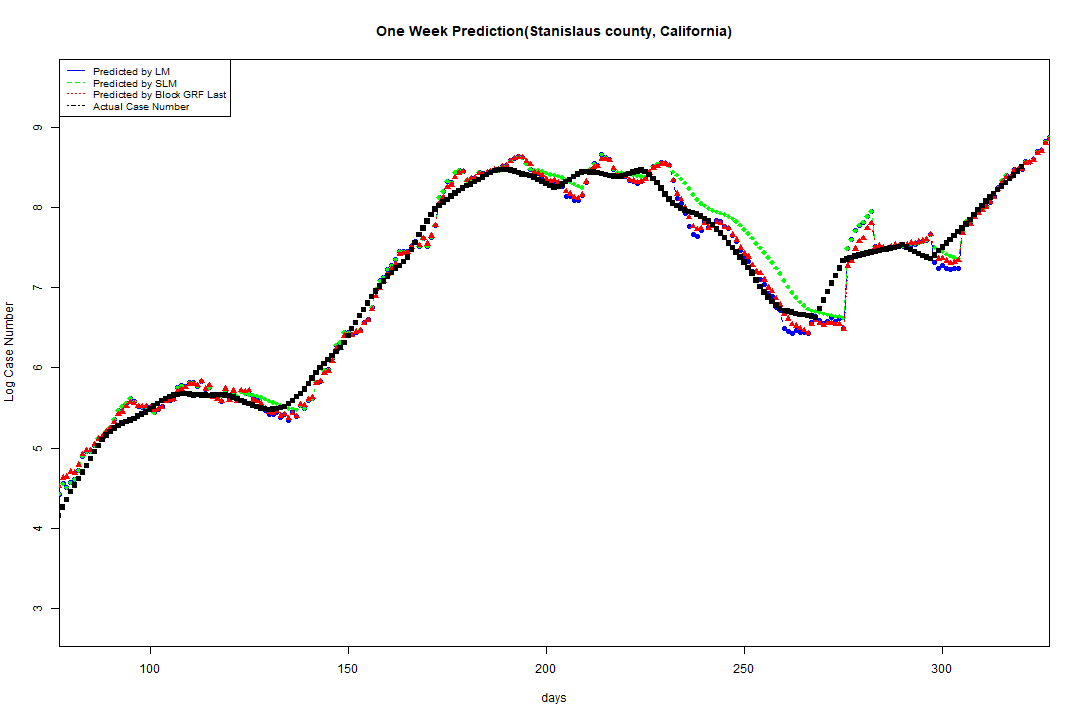 One Week Prediction(Stanislaus county, California)
Predicted by LM
Predicted by SLM
Predicted by Block GRF Last
Actual Case Number
Log Case Number
9
8
7
6
5
4
3
100 150 200 250 300
days